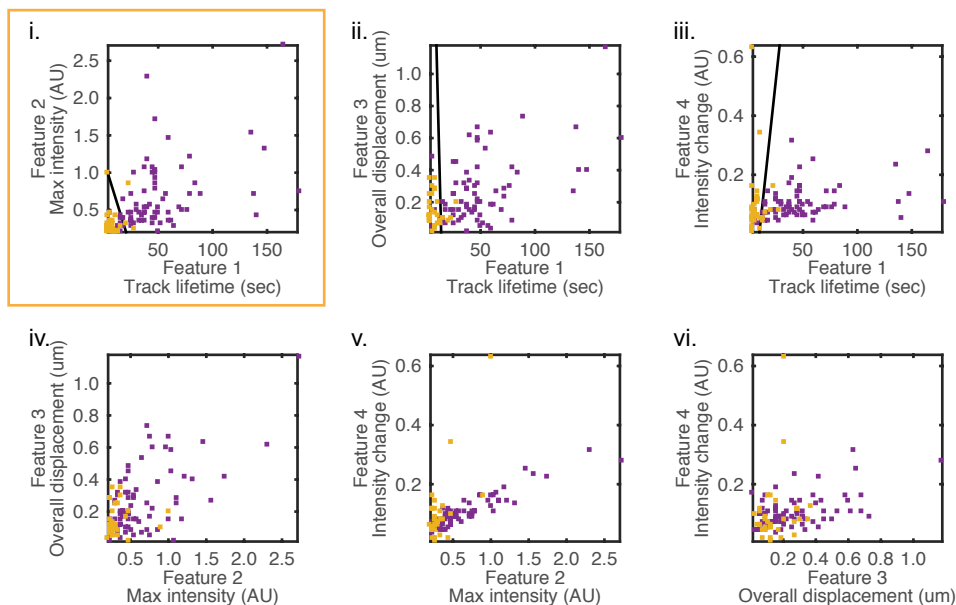 i.
Feature 2
Max intensity (AU)
2.5
2.0
1.5
1.0
0.5
50
100
150
Feature 1
Track lifetime (sec)
ii.
Feature 3
Overall displacement (um)
1.0
0.8
0.6
0.4
0.2
50
100
150
Feature 1
Track lifetime (sec)
iii.
Feature 4
Intensity change (AU)
0.6
0.4
0.2
50
100
150
Feature 1
Track lifetime (sec)
iv.
Feature 3
Overall displacement (um)
1.0
0.8
0.6
0.4
0.2
0.5
1.0
1.5
2.0
2.5
Feature 2
Max intensity (AU)
v.
Feature 4
Intensity change (AU)
0.6
0.4
0.2
0.5
1.0
1.5
2.0
2.5
Feature 2
Max intensity (AU)
vi.
Feature 4
Intensity change (AU)
0.6
0.4
0.2
0.2
0.4
0.6
0.8
1.0
Feature 3
Overall displacement (um)